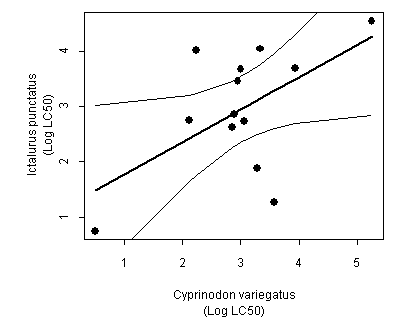 Ictalurus punctatus
(Log LC50)
4
3
2
1
1 2 3 4 5
Cyprinodon variegatus
(Log LC50)